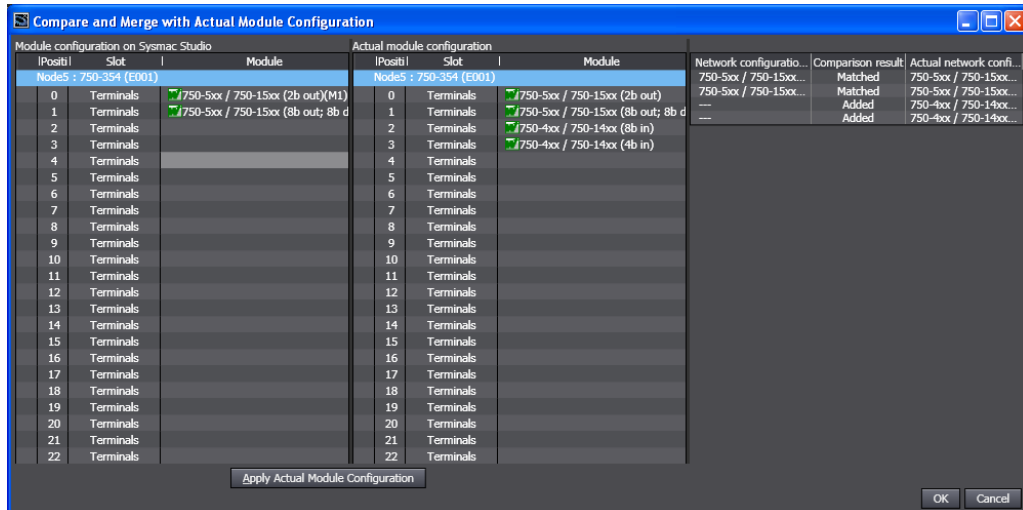 Compare and Merge with Actual Module Configuration
Module configuration on Sysmac Studio
|Positi| Slot | Module
Node5 : 750-354 (E001)
0 Terminals 750-5xx / 750-15xx (2b out)(M1)
1 Terminals 750-5xx / 750-15xx (8b out; 8b d
2 Terminals
3 Terminals
4 Terminals
5 Terminals
6 Terminals
7 Terminals
8 Terminals
9 Terminals
10 Terminals
11 Terminals
12 Terminals
13 Terminals
14 Terminals
15 Terminals
16 Terminals
17 Terminals
18 Terminals
19 Terminals
20 Terminals
21 Terminals
22 Terminals
Actual module configuration
|Positi| Slot | Module
Node5 : 750-354 (E001)
0 Terminals 750-5xx / 750-15xx (2b out)
1 Terminals 750-5xx / 750-15xx (8b out; 8b d
2 Terminals 750-4xx / 750-14xx (8b in)
3 Terminals 750-4xx / 750-14xx (4b in)
4 Terminals
5 Terminals
6 Terminals
7 Terminals
8 Terminals
9 Terminals
10 Terminals
11 Terminals
12 Terminals
13 Terminals
14 Terminals
15 Terminals
16 Terminals
17 Terminals
18 Terminals
19 Terminals
20 Terminals
21 Terminals
22 Terminals
Network configuratio... Comparison result Actual network confi...
750-5xx / 750-15xx... Matched 750-5xx / 750-15xx...
750-5xx / 750-15xx... Matched 750-5xx / 750-15xx...
--- Added 750-4xx / 750-14xx...
--- Added 750-4xx / 750-14xx...
Apply Actual Module Configuration
OK Cancel